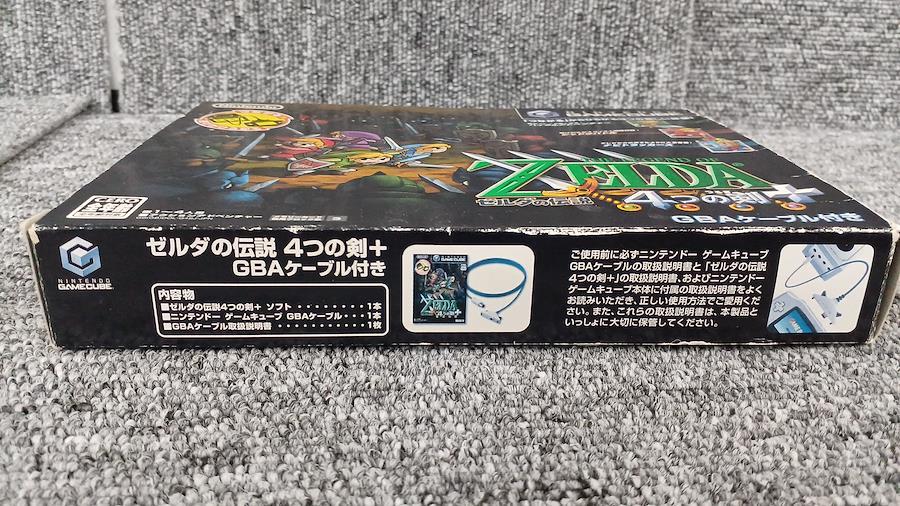 THE LEGEND OF
ZELDA
ゼルダの伝説
4つの剣+
GBAケーブル付き
CERO
全年齢
NINTENDO
GAMECUBE
ゼルダの伝説 4つの剣+
GBAケーブル付き
内容物
■ゼルダの伝説4つの剣+ ソフト・・・・・・・・1本
■ニンテンドー ゲームキューブ GBAケーブル・・・1本
■GBAケーブル取扱説明書・・・・・・・・・・・1枚
ご使用前に必ずニンテンドー ゲームキューブ
GBAケーブルの取扱説明書と「ゼルダの伝説
4つの剣+」の取扱説明書、およびニンテンドー
ゲームキューブ本体に付属の取扱説明書をよく
お読みいただき、正しい使用方法でご愛用くだ
さい。また、これらの取扱説明書は、本製品と
いっしょに大切に保管してください。